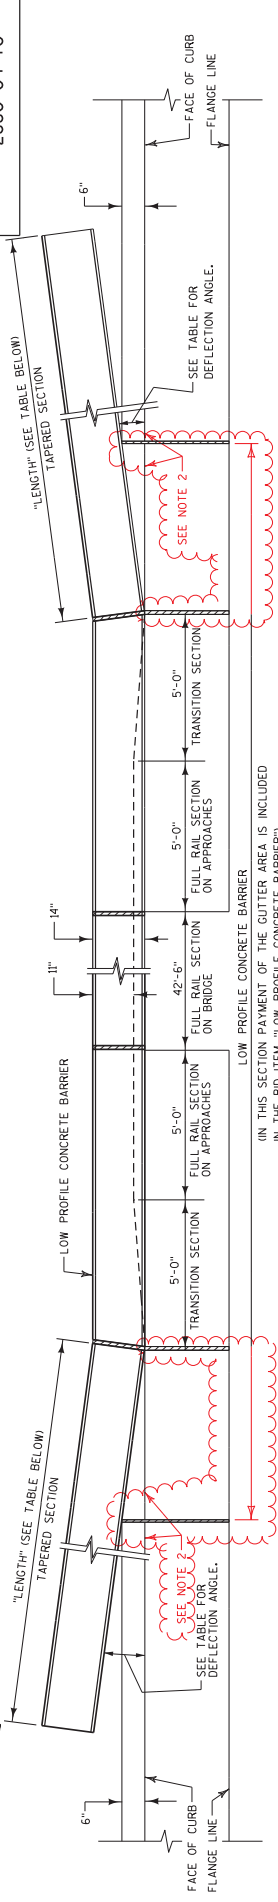 "LENGTH" (SEE TABLE BELOW)
TAPERED SECTION
LOW PROFILE CONCRETE BARRIER
11"
14"
"LENGTH" (SEE TABLE BELOW)
TAPERED SECTION
6"
6"
FACE OF CURB
FLANGE LINE
SEE NOTE 2
SEE TABLE FOR
DEFLECTION ANGLE.
5'-0"
TRANSITION SECTION
5'-0"
FULL RAIL SECTION
ON APPROACHES
42'-6"
FULL RAIL SECTION
ON BRIDGE
5'-0"
FULL RAIL SECTION
ON APPROACHES
5'-0"
TRANSITION SECTION
SEE NOTE 2
SEE TABLE FOR
DEFLECTION ANGLE.
FACE OF CURB
FLANGE LINE
LOW PROFILE CONCRETE BARRIER
(IN THIS SECTION PAYMENT OF THE GUTTER AREA IS INCLUDED
IN THE BID ITEM "LOW PROFILE CONCRETE BARRIER")